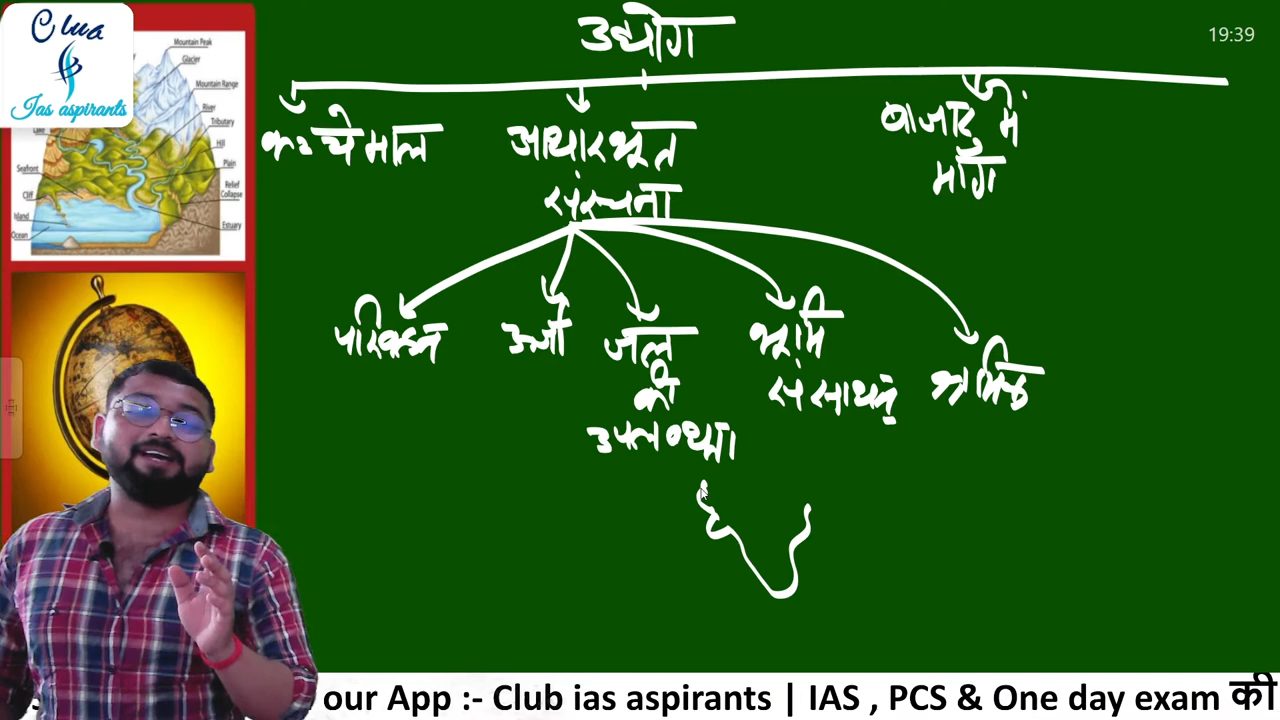 Clua
Ias aspirants
19:39
उद्योग
कच्चे माल
आधारभूत
संरचना
बाजार में
मांग
परिवहन
उर्जा
जल
की
उपलब्धता
भूमि
संसाधन
श्रमिक
Mountain Peak
Glacier
Mountain Range
River
Tributary
Hill
Plain
Relief
Collapse
Estuary
Lake
Seafront
Cliff
Island
Ocean
our App :- Club ias aspirants | IAS , PCS & One day exam की